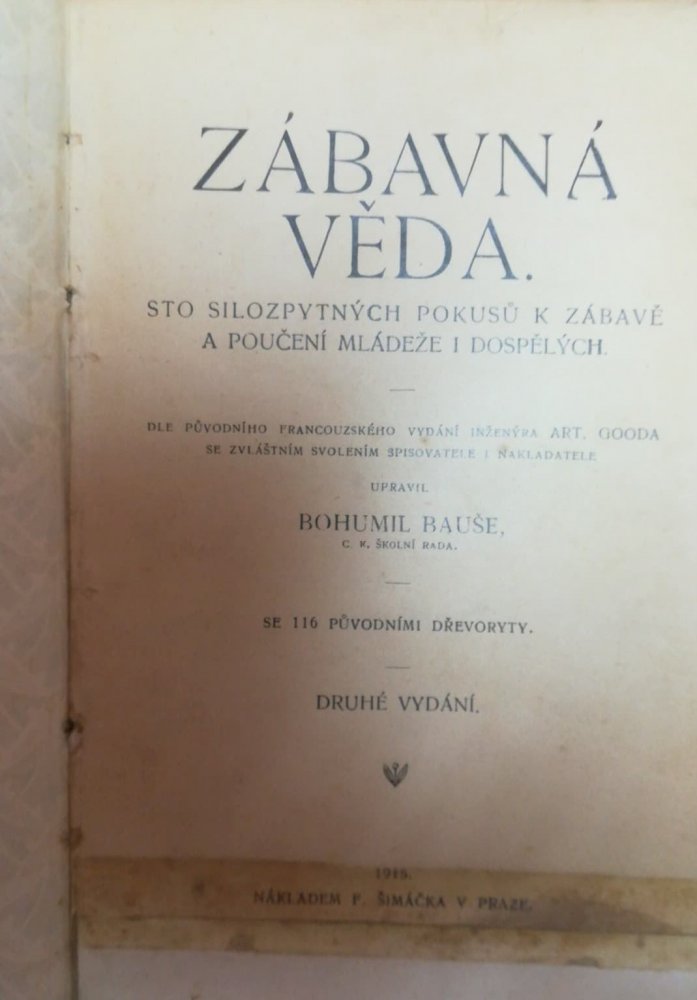 ZÁBAVNÁ
VĚDA.
STO SILOZPYTNÝCH POKUSŮ K ZÁBAVĚ
A POUČENÍ MLÁDEŽE I DOSPĚLÝCH.
DLE PŮVODNÍHO FRANCOUZSKÉHO VYDÁNÍ INŽENÝRA ART. GOODA
SE ZVLÁŠTNÍM SVOLENÍM SPISOVATELE I NAKLADATELE
UPRAVIL
BOHUMIL BAUŠE,
C. K. ŠKOLNÍ RADA.
SE 116 PŮVODNÍMI DŘEVORYTY.
DRUHÉ VYDÁNÍ.
NÁKLADEM F. ŠIMÁČKA V PRAZE.